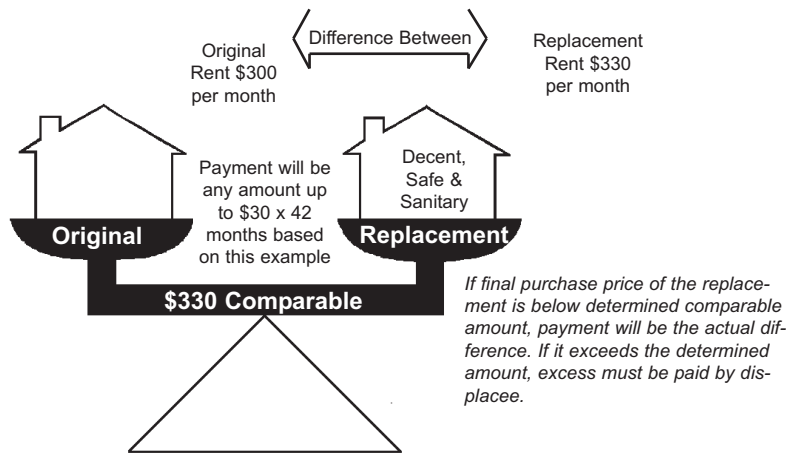 Difference Between
Original
Rent $300
per month
Replacement
Rent $330
per month
Payment will be
any amount up
to $30 x 42
months based
on this example
Decent,
Safe &
Sanitary
Original
Replacement
$330 Comparable
If final purchase price of the replace-
ment is below determined comparable
amount, payment will be the actual dif-
ference. If it exceeds the determined
amount, excess must be paid by dis-
placee.